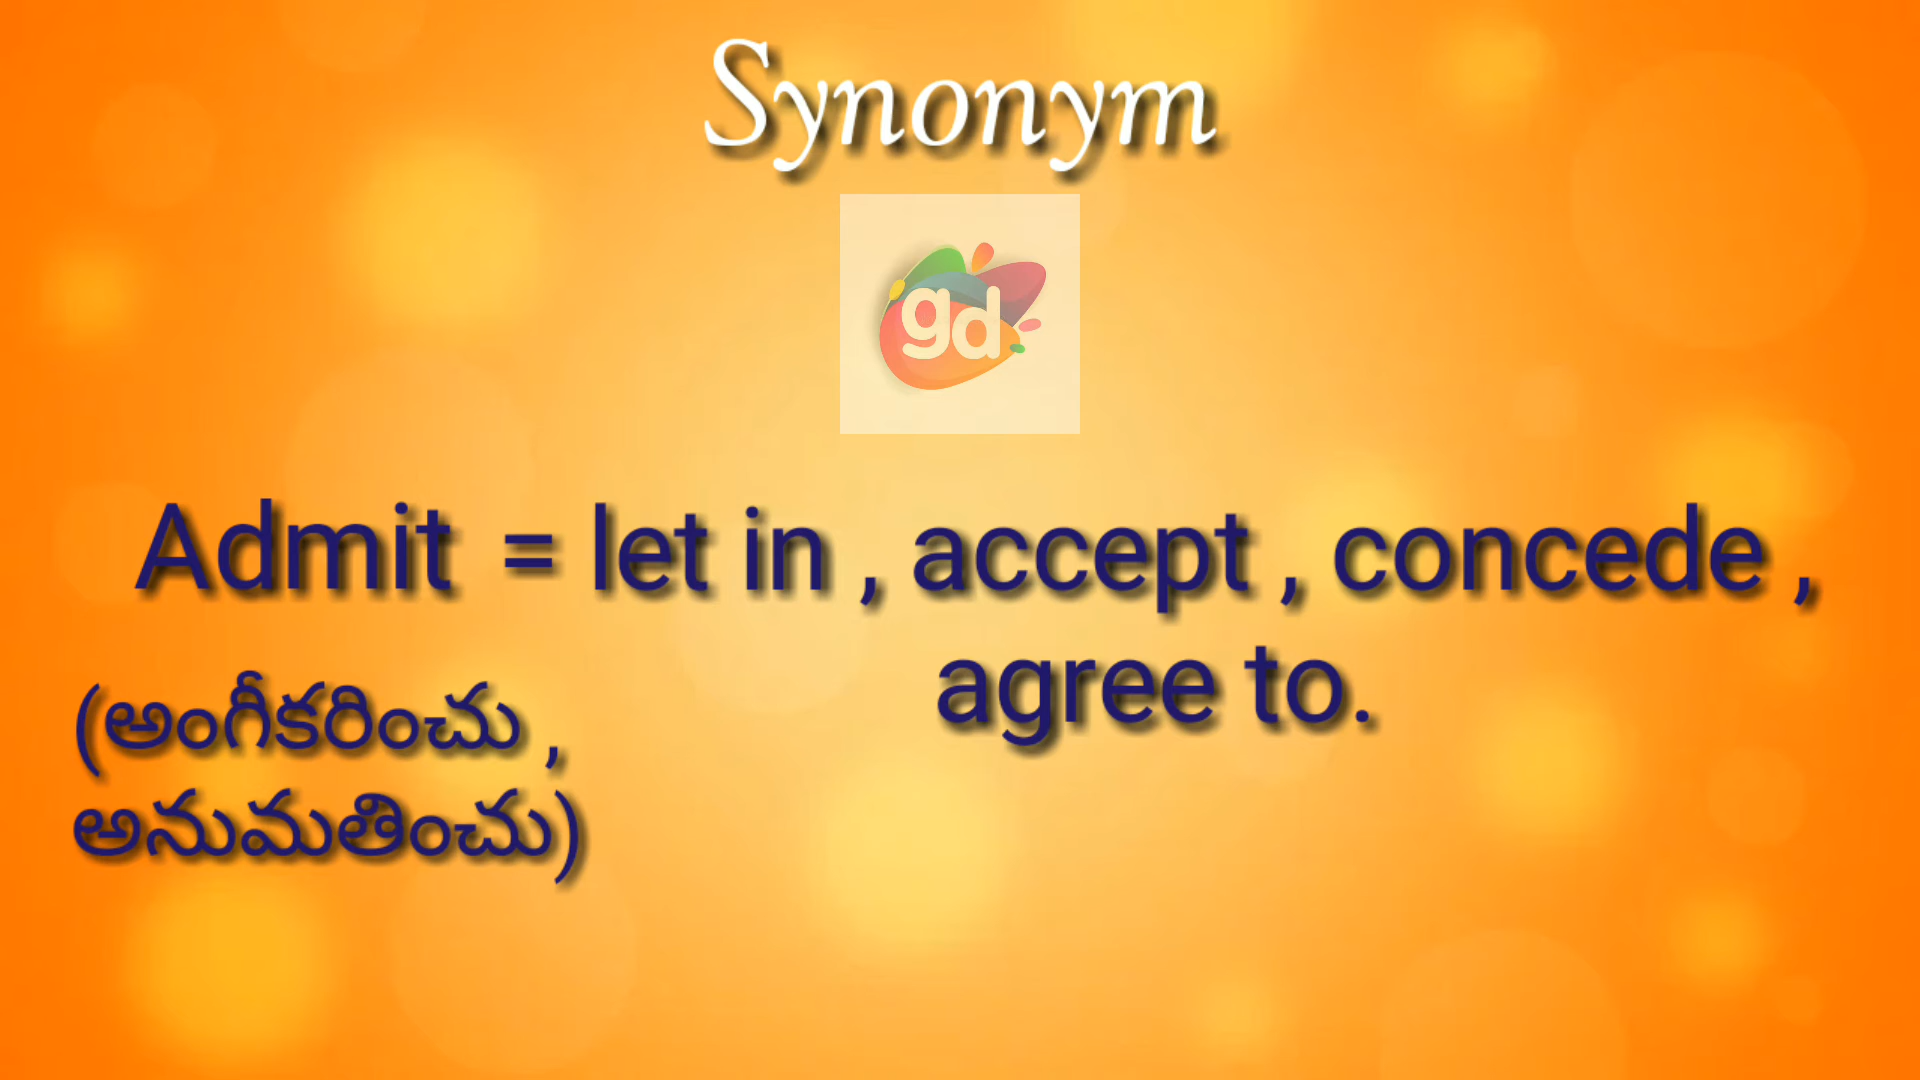 Synonym
gd
Admit = let in , accept , concede ,
agree to.
(అంగీకరించు ,
అనుమతించు)